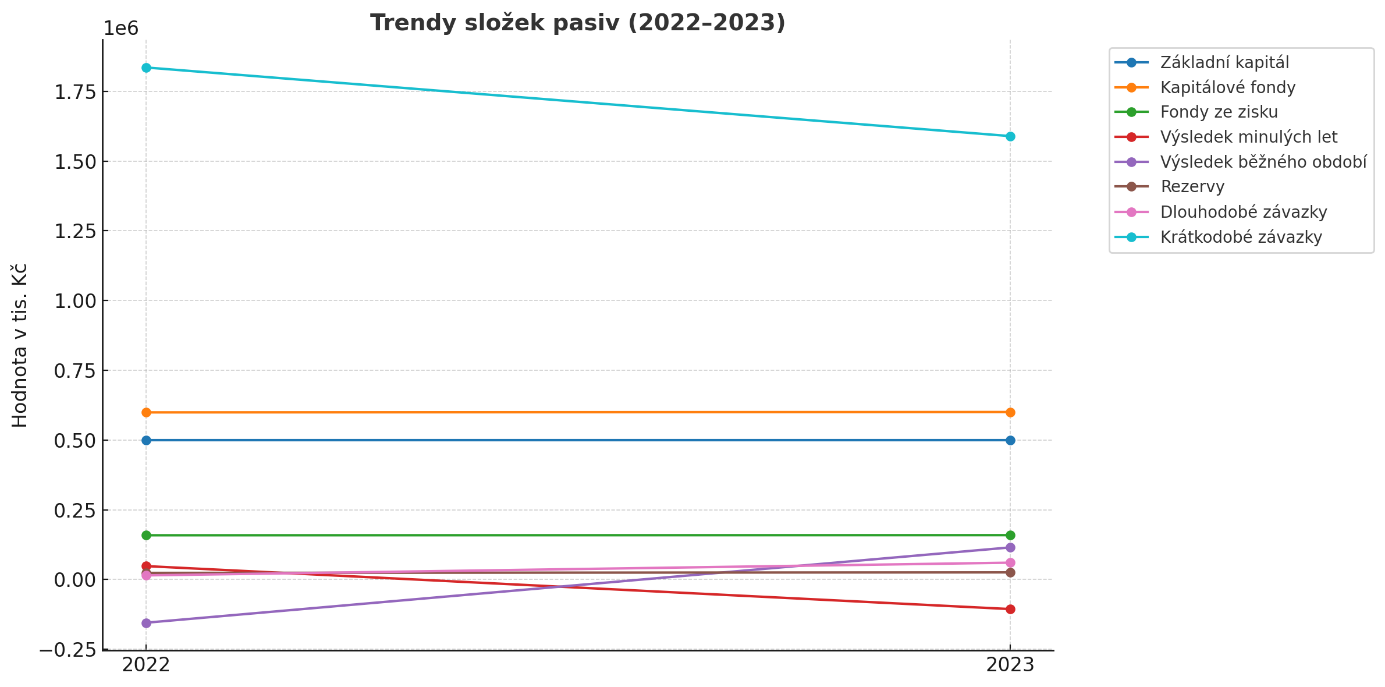 Trendy složek pasiv (2022–2023)
1e6
Hodnota v tis. Kč
1.75
1.50
1.25
1.00
0.75
0.50
0.25
0.00
−0.25
2022
2023
Základní kapitál
Kapitálové fondy
Fondy ze zisku
Výsledek minulých let
Výsledek běžného období
Rezervy
Dlouhodobé závazky
Krátkodobé závazky